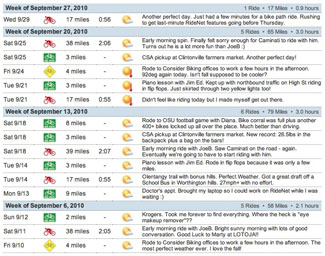 Week of September 27, 2010 1 Ride • 17 Miles • 0.9 hours
Wed 9/29 17 miles 0:56 Another perfect day. Just had a few minutes for a bike path ride. Rushing
to get last-minute RideNet features going before Thursday.
Week of September 20, 2010 5 Rides • 65 Miles • 3.0 hours
Sat 9/25 38 miles 2:06 Early morning spin. Finally felt sorry enough for Caminati to ride with him.
Turns out he is a lot more fun than JoeB :)
Sat 9/25 3 miles - CSA pickup at Clintonville farmers market. Another perfect day!
Fri 9/24 4 miles - Rode to Consider Biking offices to work a few hours in the afternoon.
92deg again today. Isn't fall supposed to be cooler?
Tue 9/21 3 miles - Piano lesson with Jim Ed. Kept up with northbound traffic on High St riding
in flip flops. Just skirted through two yellow lights too!
Tue 9/21 17 miles 0:55 Didn't feel like riding today but I made myself get out there.
Week of September 13, 2010 6 Rides • 79 Miles • 3.0 hours
Sat 9/18 8 miles - Rode to OSU football game with Diana. Bike corral was full plus another
400+ bikes locked up all over the place. Much better than driving.
Sat 9/18 3 miles - CSA pickup at Clintonville farmers market. New record: 26.5lbs in the
backpack plus a bag on the bars!
Sat 9/18 39 miles 2:07 Early morning ride with JoeB. Saw Caminati on the road - again.
Eventually we're going to have to start riding with him.
Tue 9/14 3 miles - Piano lesson with Jim Ed. Rode in flip flops because it was only a few
miles.
Tue 9/14 17 miles 0:53 Olentangy trail with bonus hills. Perfect Weather. Got a great draft off a
School Bus in Worthington hills. 27mph+ with no effort.
Mon 9/13 9 miles - Doctor's appt. Brought my laptop so I could work on RideNet while I was
waiting :)
Week of September 6, 2010 5 Rides • 58 Miles • 2.1 hours
Sun 9/12 2 miles - Krogers. Took me forever to find everything. Where the heck is "eye
makeup remover"??
Sat 9/11 38 miles 2:05 Early morning ride with JoeB. Bright sunny morning with lots of good
conversation. Good Luck to Marty at LOTOJA!!
Fri 9/10 4 miles - Rode to Consider Biking offices to work for a few hours in the afternoon. The
most perfect weather ever. I love the fall!